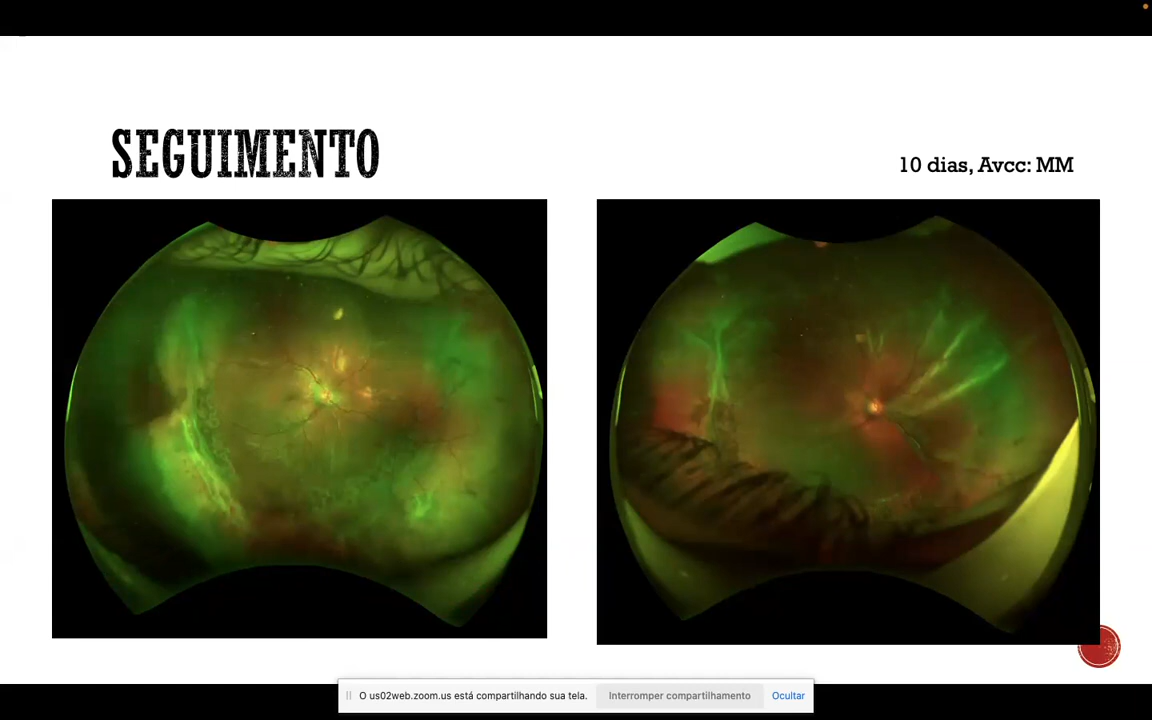 SEGUIMENTO
10 dias, Avcc: MM
O us02web.zoom.us está compartilhando sua tela.
Interromper compartilhamento
Ocultar